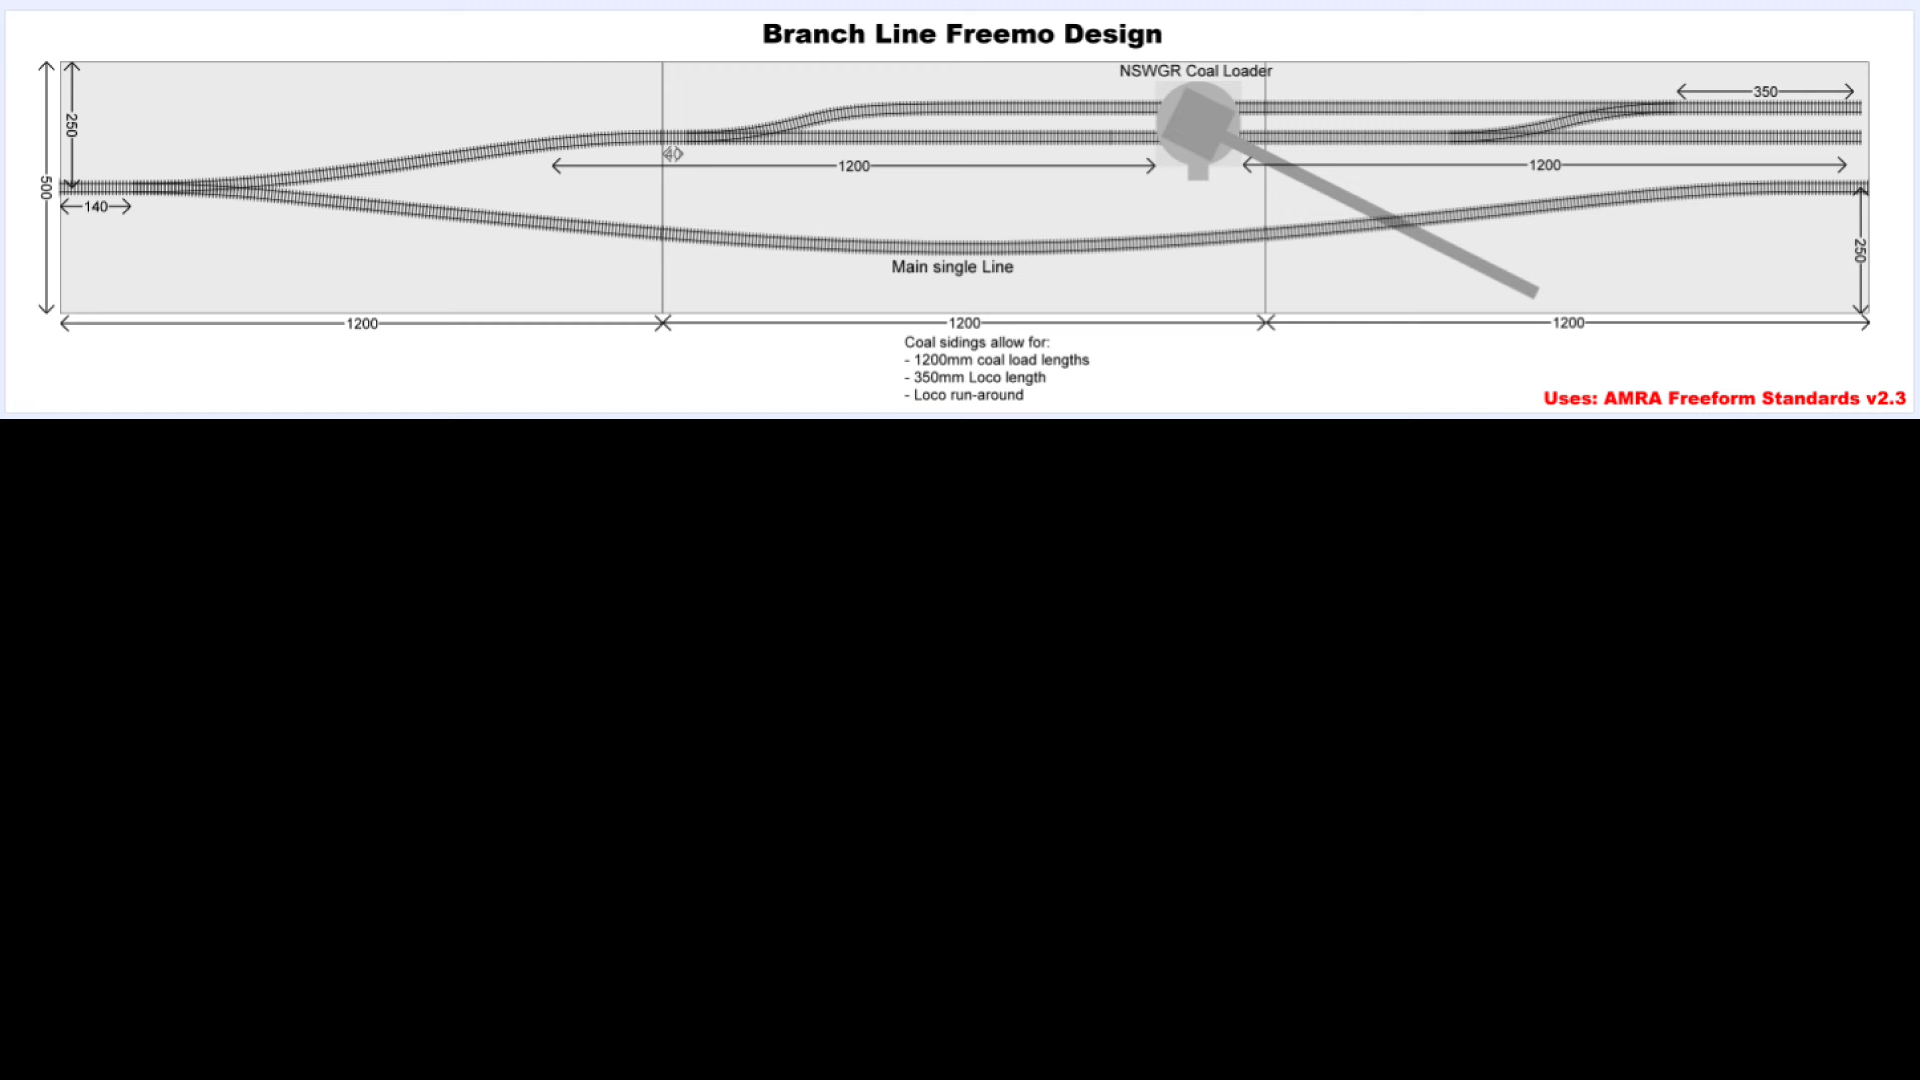 Branch Line Freemo Design
NSWGR Coal Loader
350
250
40
1200
1200
500
140
250
Main single Line
1200
1200
1200
Coal sidings allow for:
- 1200mm coal load lengths
- 350mm Loco length
- Loco run-around
Uses: AMRA Freeform Standards v2.3